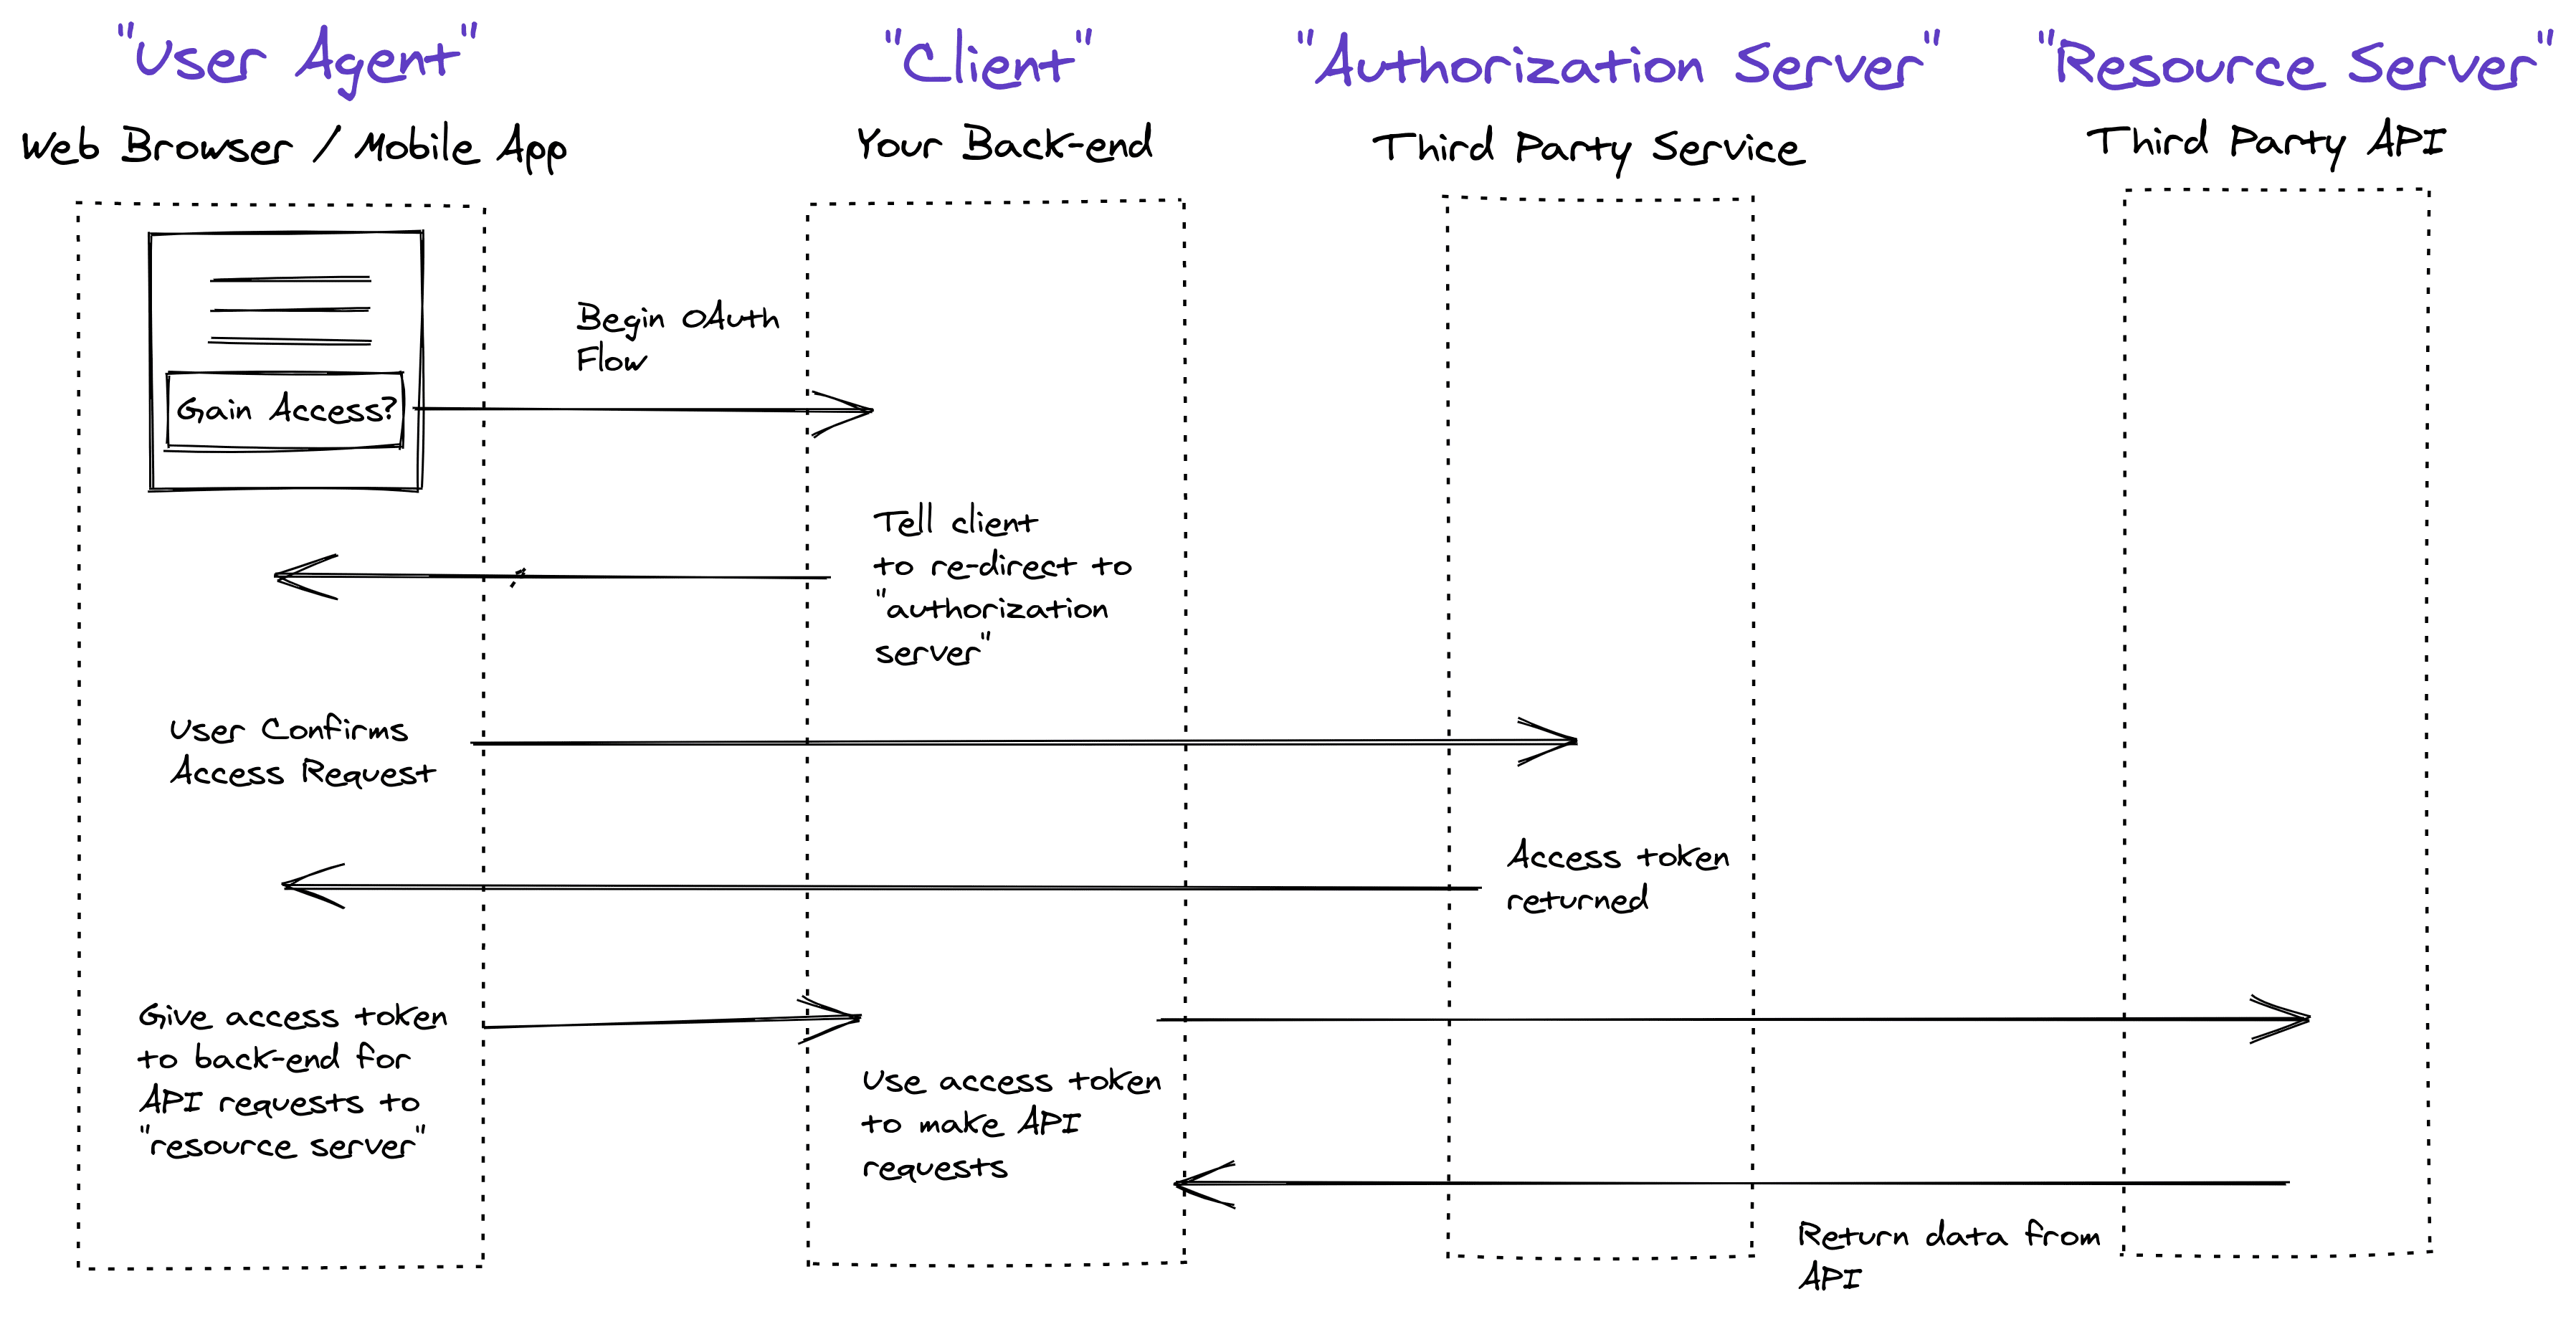 "User Agent"
"Client"
"Authorization Server"
"Resource Server"
Web Browser / Mobile App
Your Back-end
Third Party Service
Third Party API
Begin OAuth
Flow
Gain Access?
Tell client
to re-direct to
"authorization
server"
User Confirms
Access Request
Access token
returned
Give access token
to back-end for
API requests to
"resource server"
Use access token
to make API
requests
Return data from
API